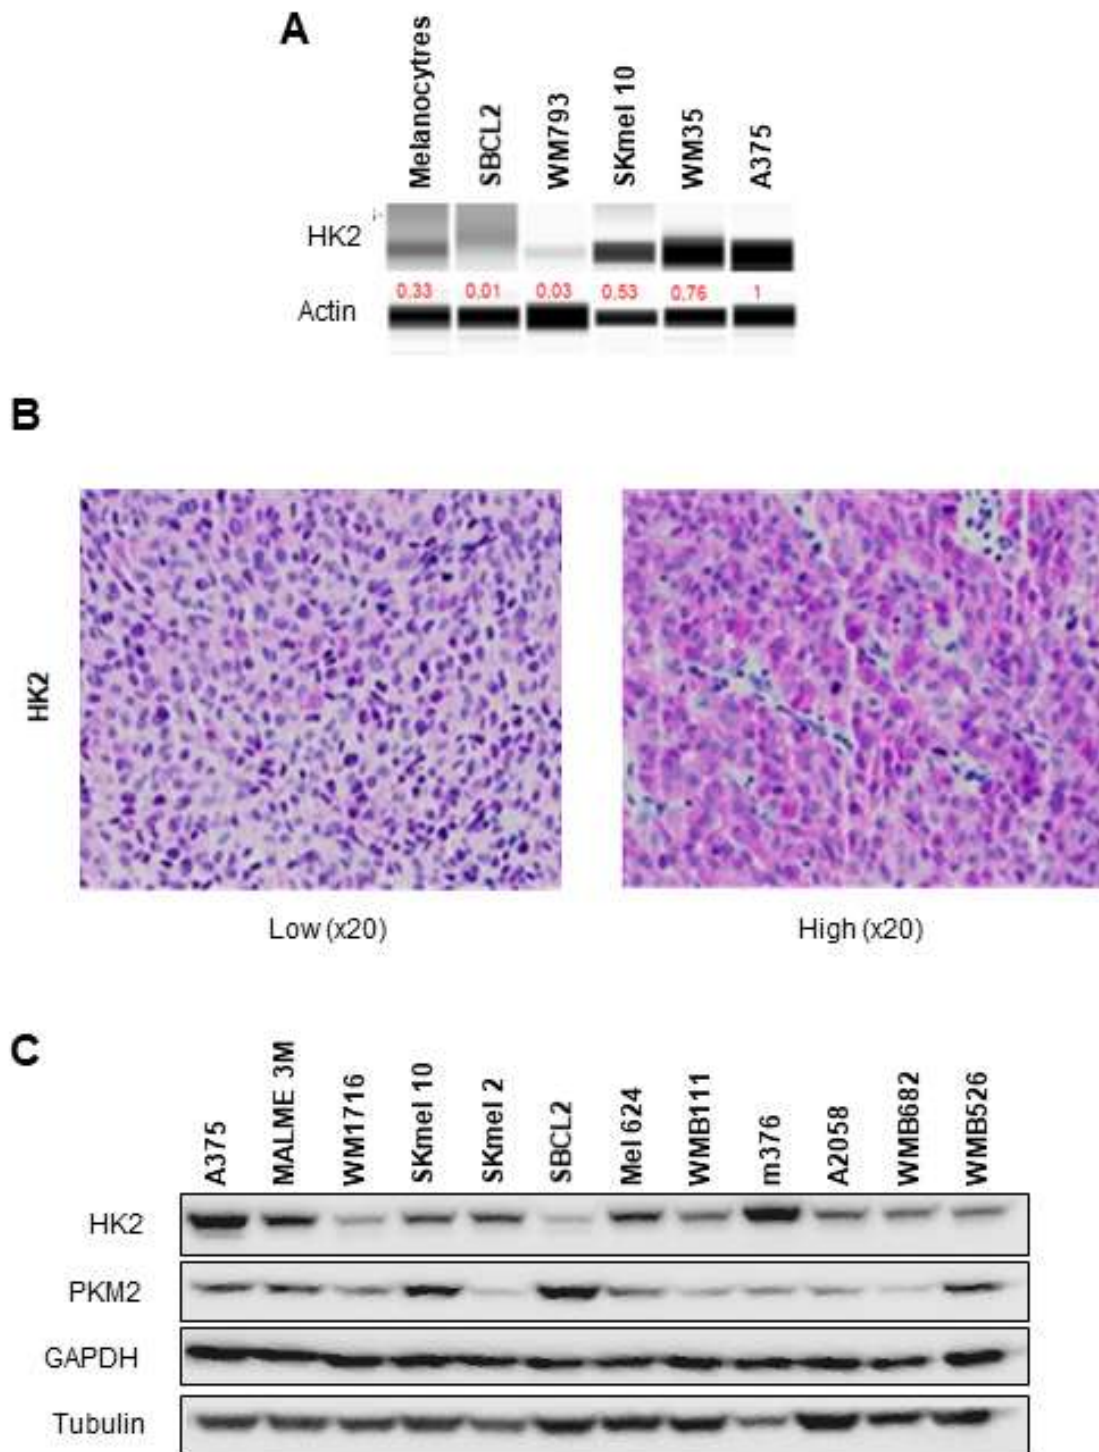 A
Melanocytres SBCL2 WM793 SKmel 10 WM35 A375
HK2
0,33 0,01 0,03 0,53 0,76 1
Actin
B
HK2
Low (x20) High (x20)
C
A375 MALME 3M WM1716 SKmel 10 SKmel 2 SBCL2 Mel 624 WMB111 m376 A2058 WMB682 WMB526
HK2
PKM2
GAPDH
Tubulin